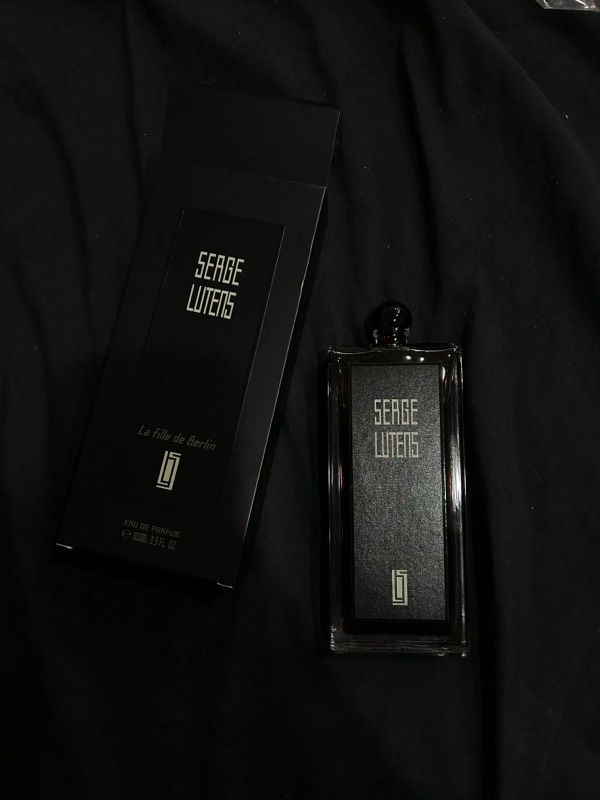 SERGE
LUTENS
La fille de Berlin
EAU DE PARFUM
℮ 100ML 3.3 FL. OZ.
SERGE
LUTENS